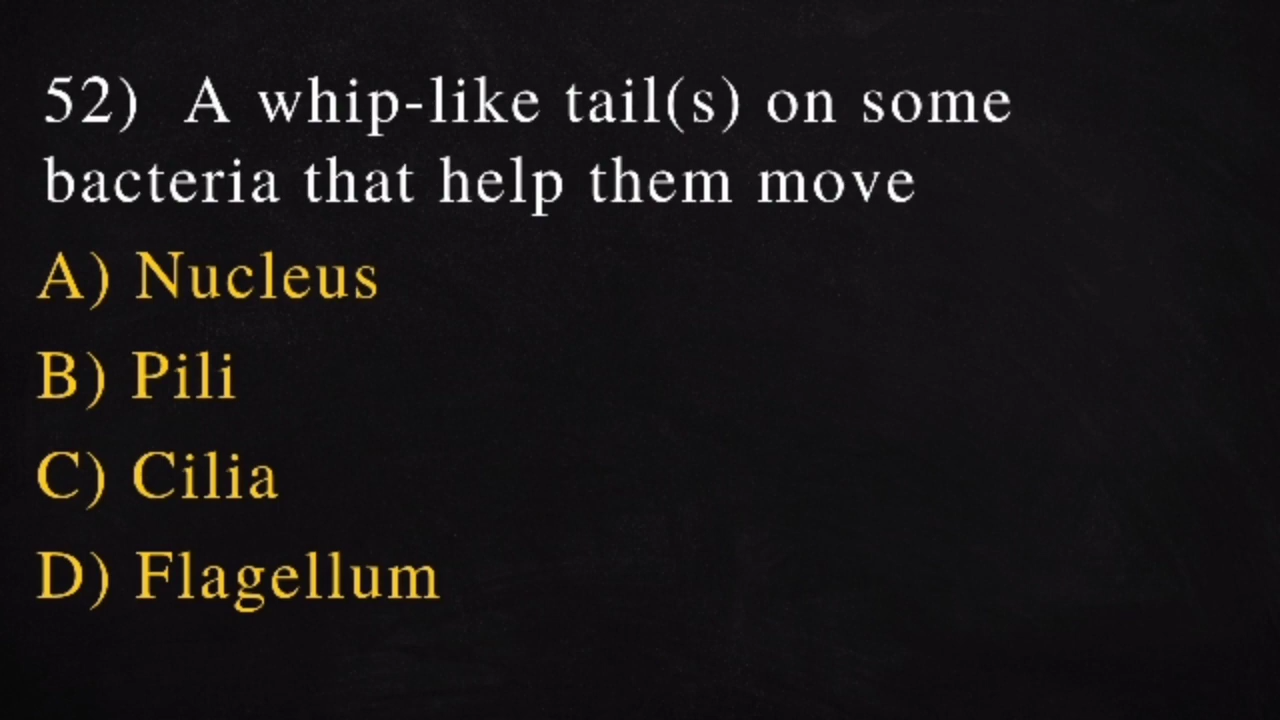 52) A whip-like tail(s) on some
bacteria that help them move
A) Nucleus
B) Pili
C) Cilia
D) Flagellum